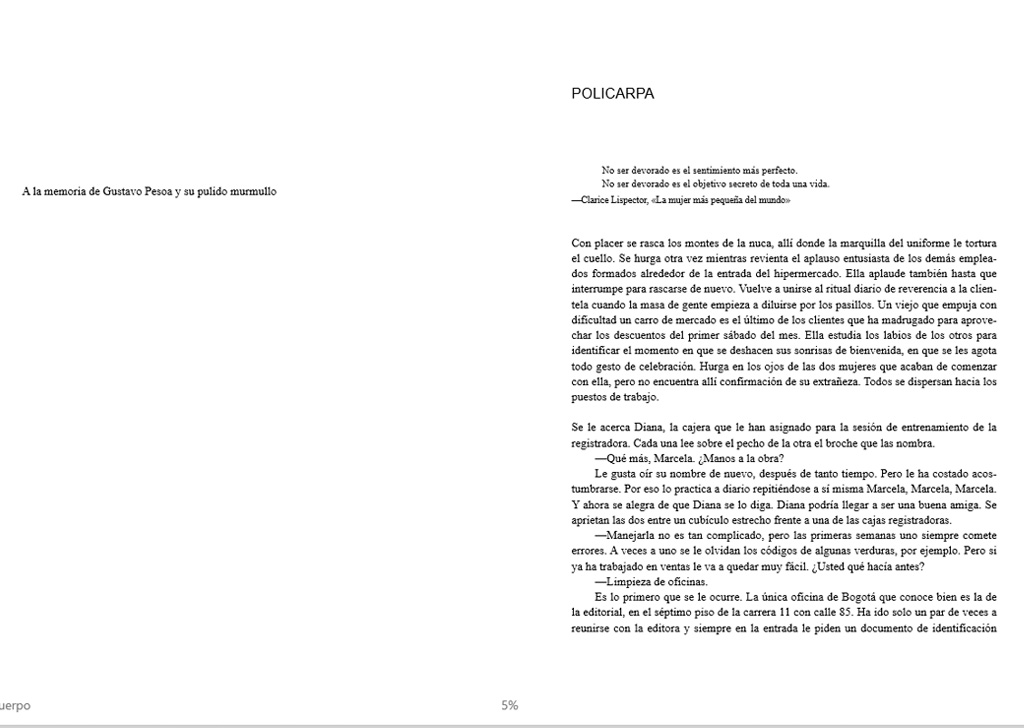 A la memoria de Gustavo Pesoa y su pulido murmullo
POLICARPA
No ser devorado es el sentimiento más perfecto.
No ser devorado es el objetivo secreto de toda una vida.
—Clarice Lispector, «La mujer más pequeña del mundo»
Con placer se rasca los montes de la nuca, allí donde la marquilla del uniforme le tortura
el cuello. Se hurga otra vez mientras revienta el aplauso entusiasta de los demás emplea-
dos formados alrededor de la entrada del hipermercado. Ella aplaude también hasta que
interrumpe para rascarse de nuevo. Vuelve a unirse al ritual diario de reverencia a la clien-
tela cuando la masa de gente empieza a diluirse por los pasillos. Un viejo que empuja con
dificultad un carro de mercado es el último de los clientes que ha madrugado para aprove-
char los descuentos del primer sábado del mes. Ella estudia los labios de los otros para
identificar el momento en que se deshacen sus sonrisas de bienvenida, en que se les agota
todo gesto de celebración. Hurga en los ojos de las dos mujeres que acaban de comenzar
con ella, pero no encuentra allí confirmación de su extrañeza. Todos se dispersan hacia los
puestos de trabajo.
Se le acerca Diana, la cajera que le han asignado para la sesión de entrenamiento de la
registradora. Cada una lee sobre el pecho de la otra el broche que las nombra.
—Qué más, Marcela. ¿Manos a la obra?
Le gusta oír su nombre de nuevo, después de tanto tiempo. Pero le ha costado acos-
tumbrarse. Por eso lo practica a diario repitiéndose a sí misma Marcela, Marcela, Marcela.
Y ahora se alegra de que Diana se lo diga. Diana podría llegar a ser una buena amiga. Se
aprietan las dos entre un cubículo estrecho frente a una de las cajas registradoras.
—Manejarla no es tan complicado, pero las primeras semanas uno siempre comete
errores. A veces a uno se le olvidan los códigos de algunas verduras, por ejemplo. Pero si
ya ha trabajado en ventas le va a quedar muy fácil. ¿Usted qué hacía antes?
—Limpieza de oficinas.
Es lo primero que se le ocurre. La única oficina de Bogotá que conoce bien es la de
la editorial, en el séptimo piso de la carrera 11 con calle 85. Ha ido solo un par de veces a
reunirse con la editora y siempre en la entrada le piden un documento de identificación
uerpo
5%